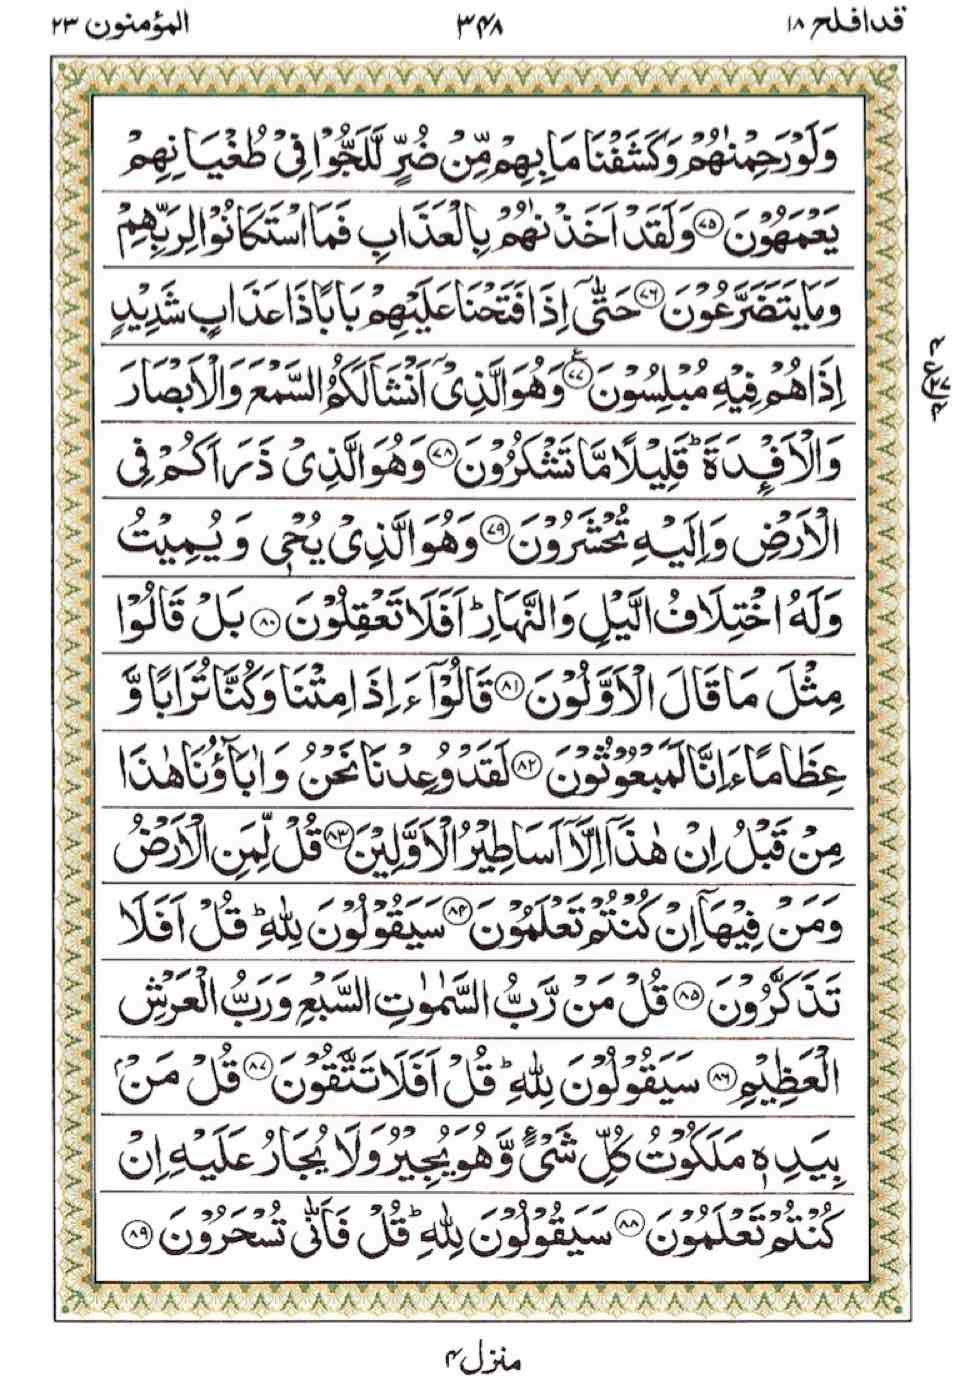 قد افلح ١٨
٣٤٨
المؤمنون ٢٣
وَلَوْ رَحِمْنٰهُمْ وَكَشَفْنَا مَا بِهِمْ مِّنْ ضُرٍّ لَّلَجُّوْا فِىْ طُغْيَانِهِمْ
يَعْمَهُوْنَ ﴿٧٥﴾ وَلَقَدْ اَخَذْنٰهُمْ بِالْعَذَابِ فَمَا اسْتَكَانُوْا لِرَبِّهِمْ
وَمَا يَتَضَرَّعُوْنَ ﴿٧٦﴾ حَتّٰٓى اِذَا فَتَحْنَا عَلَيْهِمْ بَابًا ذَا عَذَابٍ شَدِيْدٍ
اِذَا هُمْ فِيْهِ مُبْلِسُوْنَ ﴿٧٧﴾ وَهُوَ الَّذِىْٓ اَنْشَاَ لَكُمُ السَّمْعَ وَالْاَبْصَارَ
وَالْاَفْـِٕدَةَ ؕ قَلِيْلًا مَّا تَشْكُرُوْنَ ﴿٧٨﴾ وَهُوَ الَّذِىْ ذَرَاَكُمْ فِى
الْاَرْضِ وَاِلَيْهِ تُحْشَرُوْنَ ﴿٧٩﴾ وَهُوَ الَّذِىْ يُحْىٖ وَيُمِيْتُ
وَلَهُ اخْتِلَافُ الَّيْلِ وَالنَّهَارِ ؕ اَفَلَا تَعْقِلُوْنَ ﴿٨٠﴾ بَلْ قَالُوْا
مِثْلَ مَا قَالَ الْاَوَّلُوْنَ ﴿٨١﴾ قَالُوْٓا ءَاِذَا مِتْنَا وَكُنَّا تُرَابًا وَّ
عِظَامًا ءَاِنَّا لَمَبْعُوْثُوْنَ ﴿٨٢﴾ لَقَدْ وُعِدْنَا نَحْنُ وَاٰبَآؤُنَا هٰذَا
مِنْ قَبْلُ اِنْ هٰذَآ اِلَّآ اَسَاطِيْرُ الْاَوَّلِيْنَ ﴿٨٣﴾ قُلْ لِّمَنِ الْاَرْضُ
وَمَنْ فِيْهَآ اِنْ كُنْتُمْ تَعْلَمُوْنَ ﴿٨٤﴾ سَيَقُوْلُوْنَ لِلّٰهِ ؕ قُلْ اَفَلَا
تَذَكَّرُوْنَ ﴿٨٥﴾ قُلْ مَنْ رَّبُّ السَّمٰوٰتِ السَّبْعِ وَرَبُّ الْعَرْشِ
الْعَظِيْمِ ﴿٨٦﴾ سَيَقُوْلُوْنَ لِلّٰهِ ؕ قُلْ اَفَلَا تَتَّقُوْنَ ﴿٨٧﴾ قُلْ مَنْۢ
بِيَدِهٖ مَلَكُوْتُ كُلِّ شَىْءٍ وَّهُوَ يُجِيْرُ وَلَا يُجَارُ عَلَيْهِ اِنْ
كُنْتُمْ تَعْلَمُوْنَ ﴿٨٨﴾ سَيَقُوْلُوْنَ لِلّٰهِ ؕ قُلْ فَاَنّٰى تُسْحَرُوْنَ ﴿٨٩﴾
منزل ٤